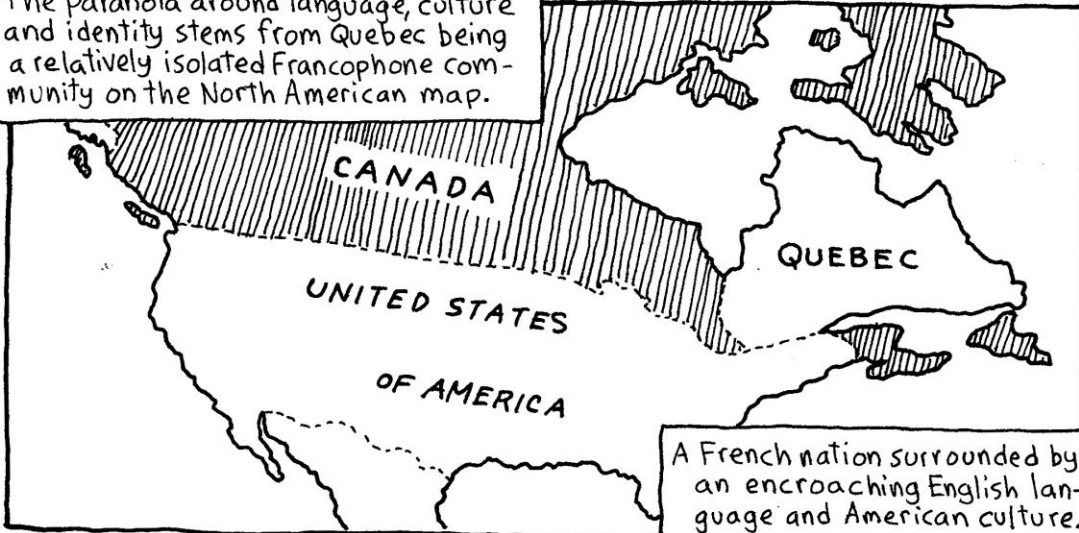 The paranoia around language, culture
and identity stems from Quebec being
a relatively isolated Francophone com-
munity on the North American map.
CANADA
QUEBEC
UNITED STATES
OF AMERICA
A French nation surrounded by
an encroaching English lan-
guage and American culture.